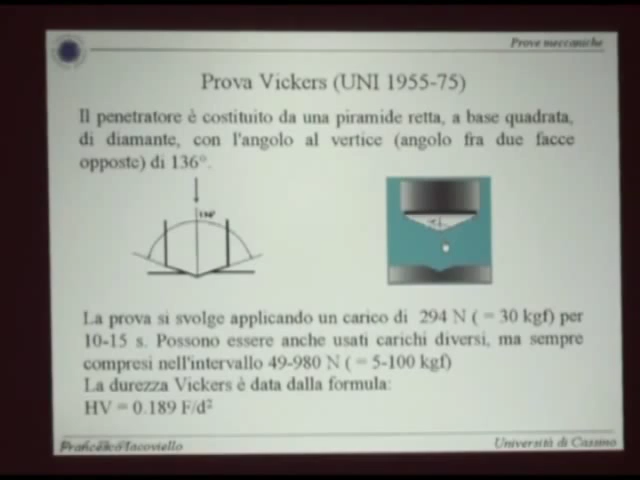 Prove meccaniche
Prova Vickers (UNI 1955-75)
Il penetratore è costituito da una piramide retta, a base quadrata,
di diamante, con l'angolo al vertice (angolo fra due facce
opposte) di 136°.
La prova si svolge applicando un carico di 294 N ( = 30 kgf) per
10-15 s. Possono essere anche usati carichi diversi, ma sempre
compresi nell'intervallo 49-980 N ( = 5-100 kgf)
La durezza Vickers è data dalla formula:
HV = 0.189 F/d²
Francesco Iacoviello
Università di Cassino